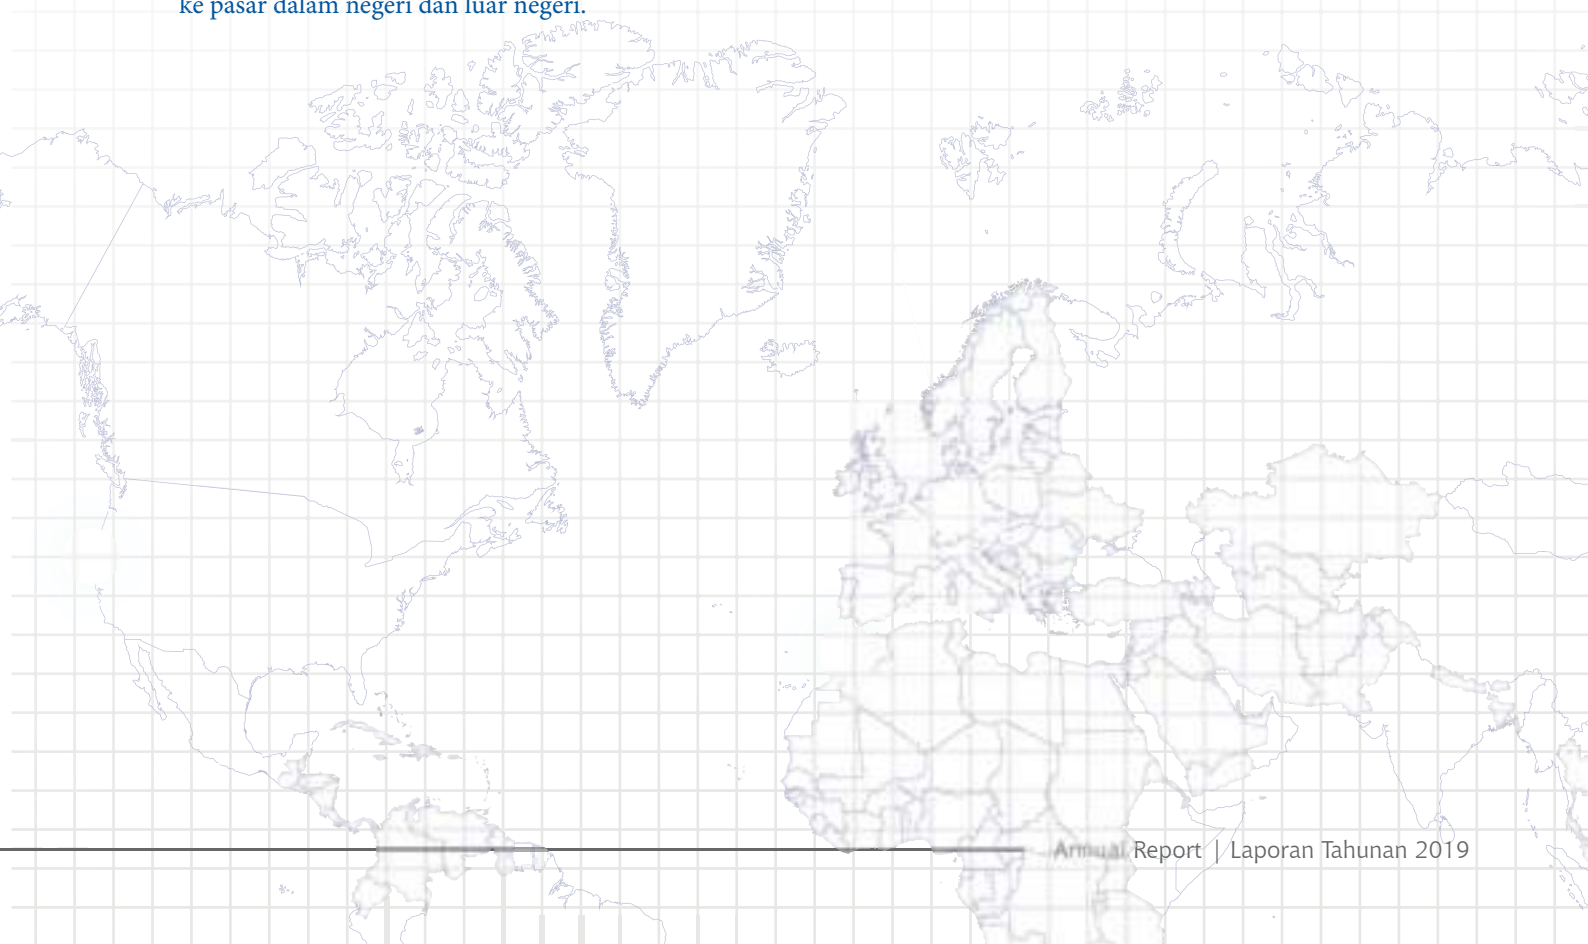 ke pasar dalam negeri dan luar negeri.
Annual Report | Laporan Tahunan 2019